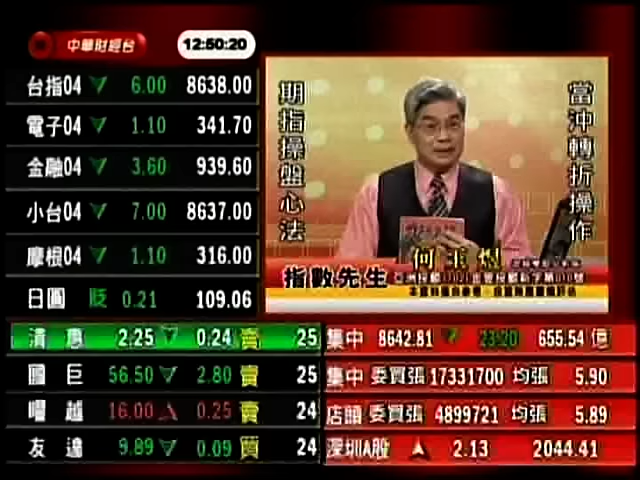 中華財經台
12:50:20
台指04 ▽ 6.00 8638.00
電子04 ▽ 1.10 341.70
金融04 ▽ 3.60 939.60
小台04 ▽ 7.00 8637.00
摩根04 ▽ 1.10 316.00
日圓 貶 0.21 109.06
期指操盤心法
當沖轉折操作
何 煜
指數先生
清惠 2.25 ▽ 0.24 賣 25
圓巨 56.50 ▽ 2.80 賣 25
越 16.00 △ 0.25 賣 24
友達 9.89 ▽ 0.09 24
集中 8642.81 ▽ 23.20 655.54 億
集中 委買張 17331700 均張 5.90
店頭 委買張 4899721 均張 5.89
深圳A股 ▲ 2.13 2044.41